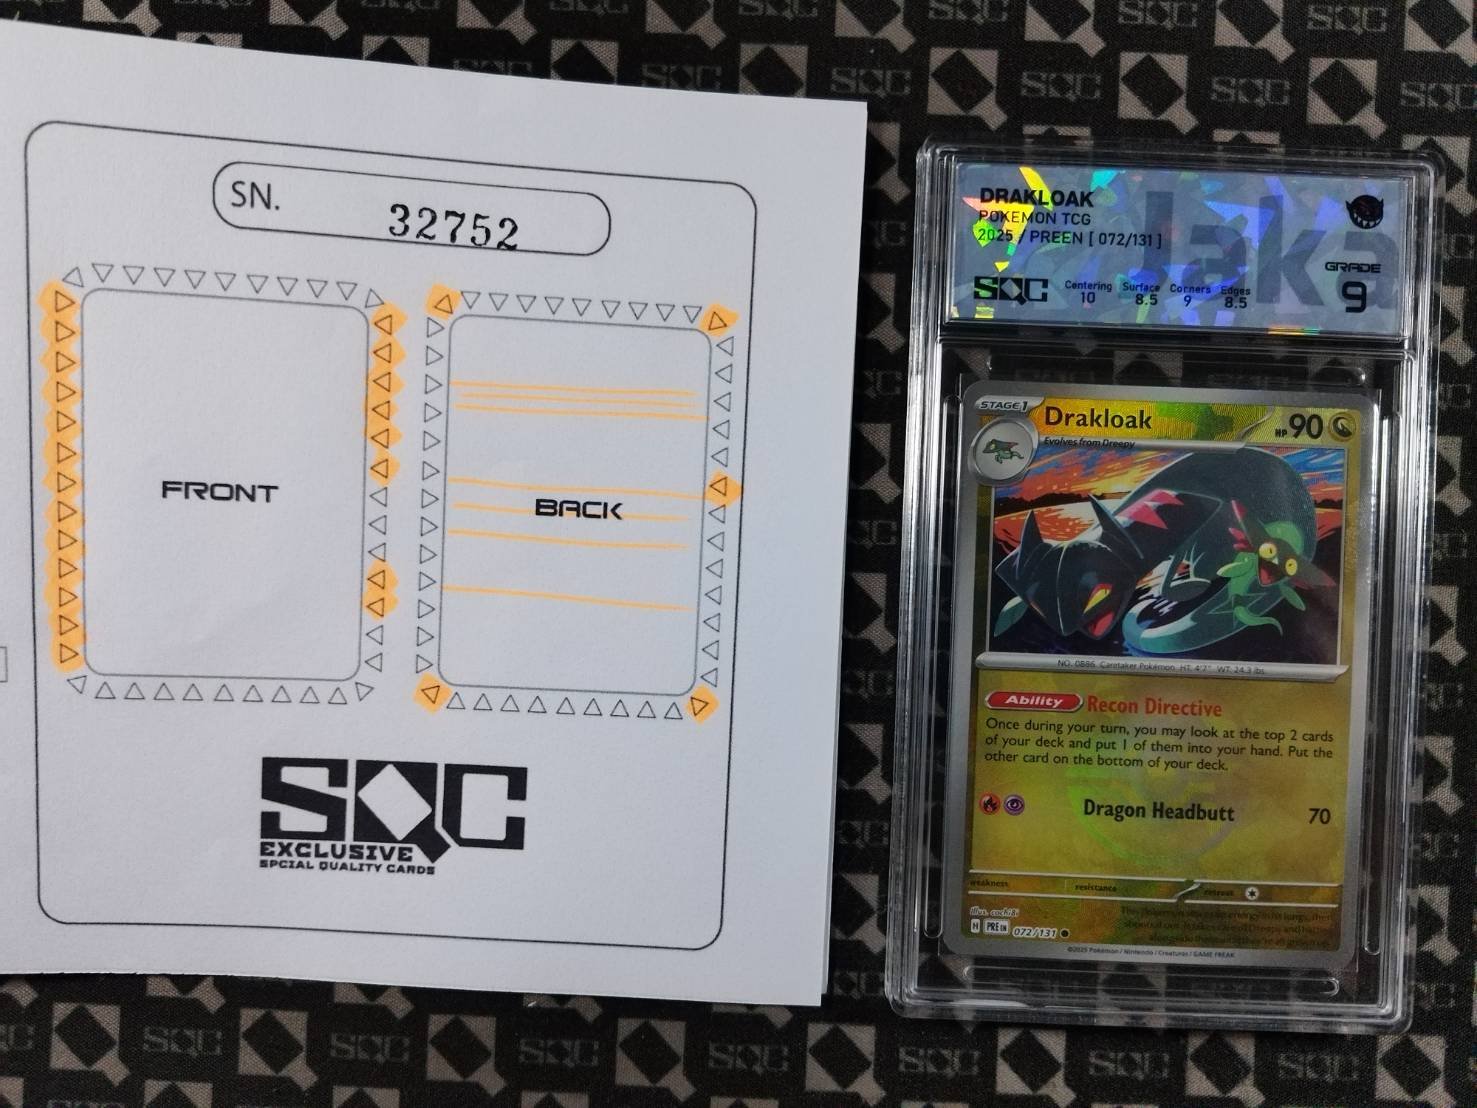 SN. 32752
FRONT
BACK
SQC
EXCLUSIVE
SPCIAL QUALITY CARDS
DRAKLOAK
POKEMON TCG
2025 / PREEN [ 072/131 ]
Jaka
GRADE
9
SQC
Centering Surface Corners Edges
10 8.5 9 8.5
STAGE1
Drakloak
HP90
Evolves from Dreepy
NO. 0886 Caretaker Pokémon HT: 4'7" WT: 24.3 lbs
Ability Recon Directive
Once during your turn, you may look at the top 2 cards
of your deck and put 1 of them into your hand. Put the
other card on the bottom of your deck.
Dragon Headbutt 70
weakness resistance retreat
illus. cochi8i
H PRE EN 072/131
©2025 Pokémon / Nintendo / Creatures / GAME FREAK